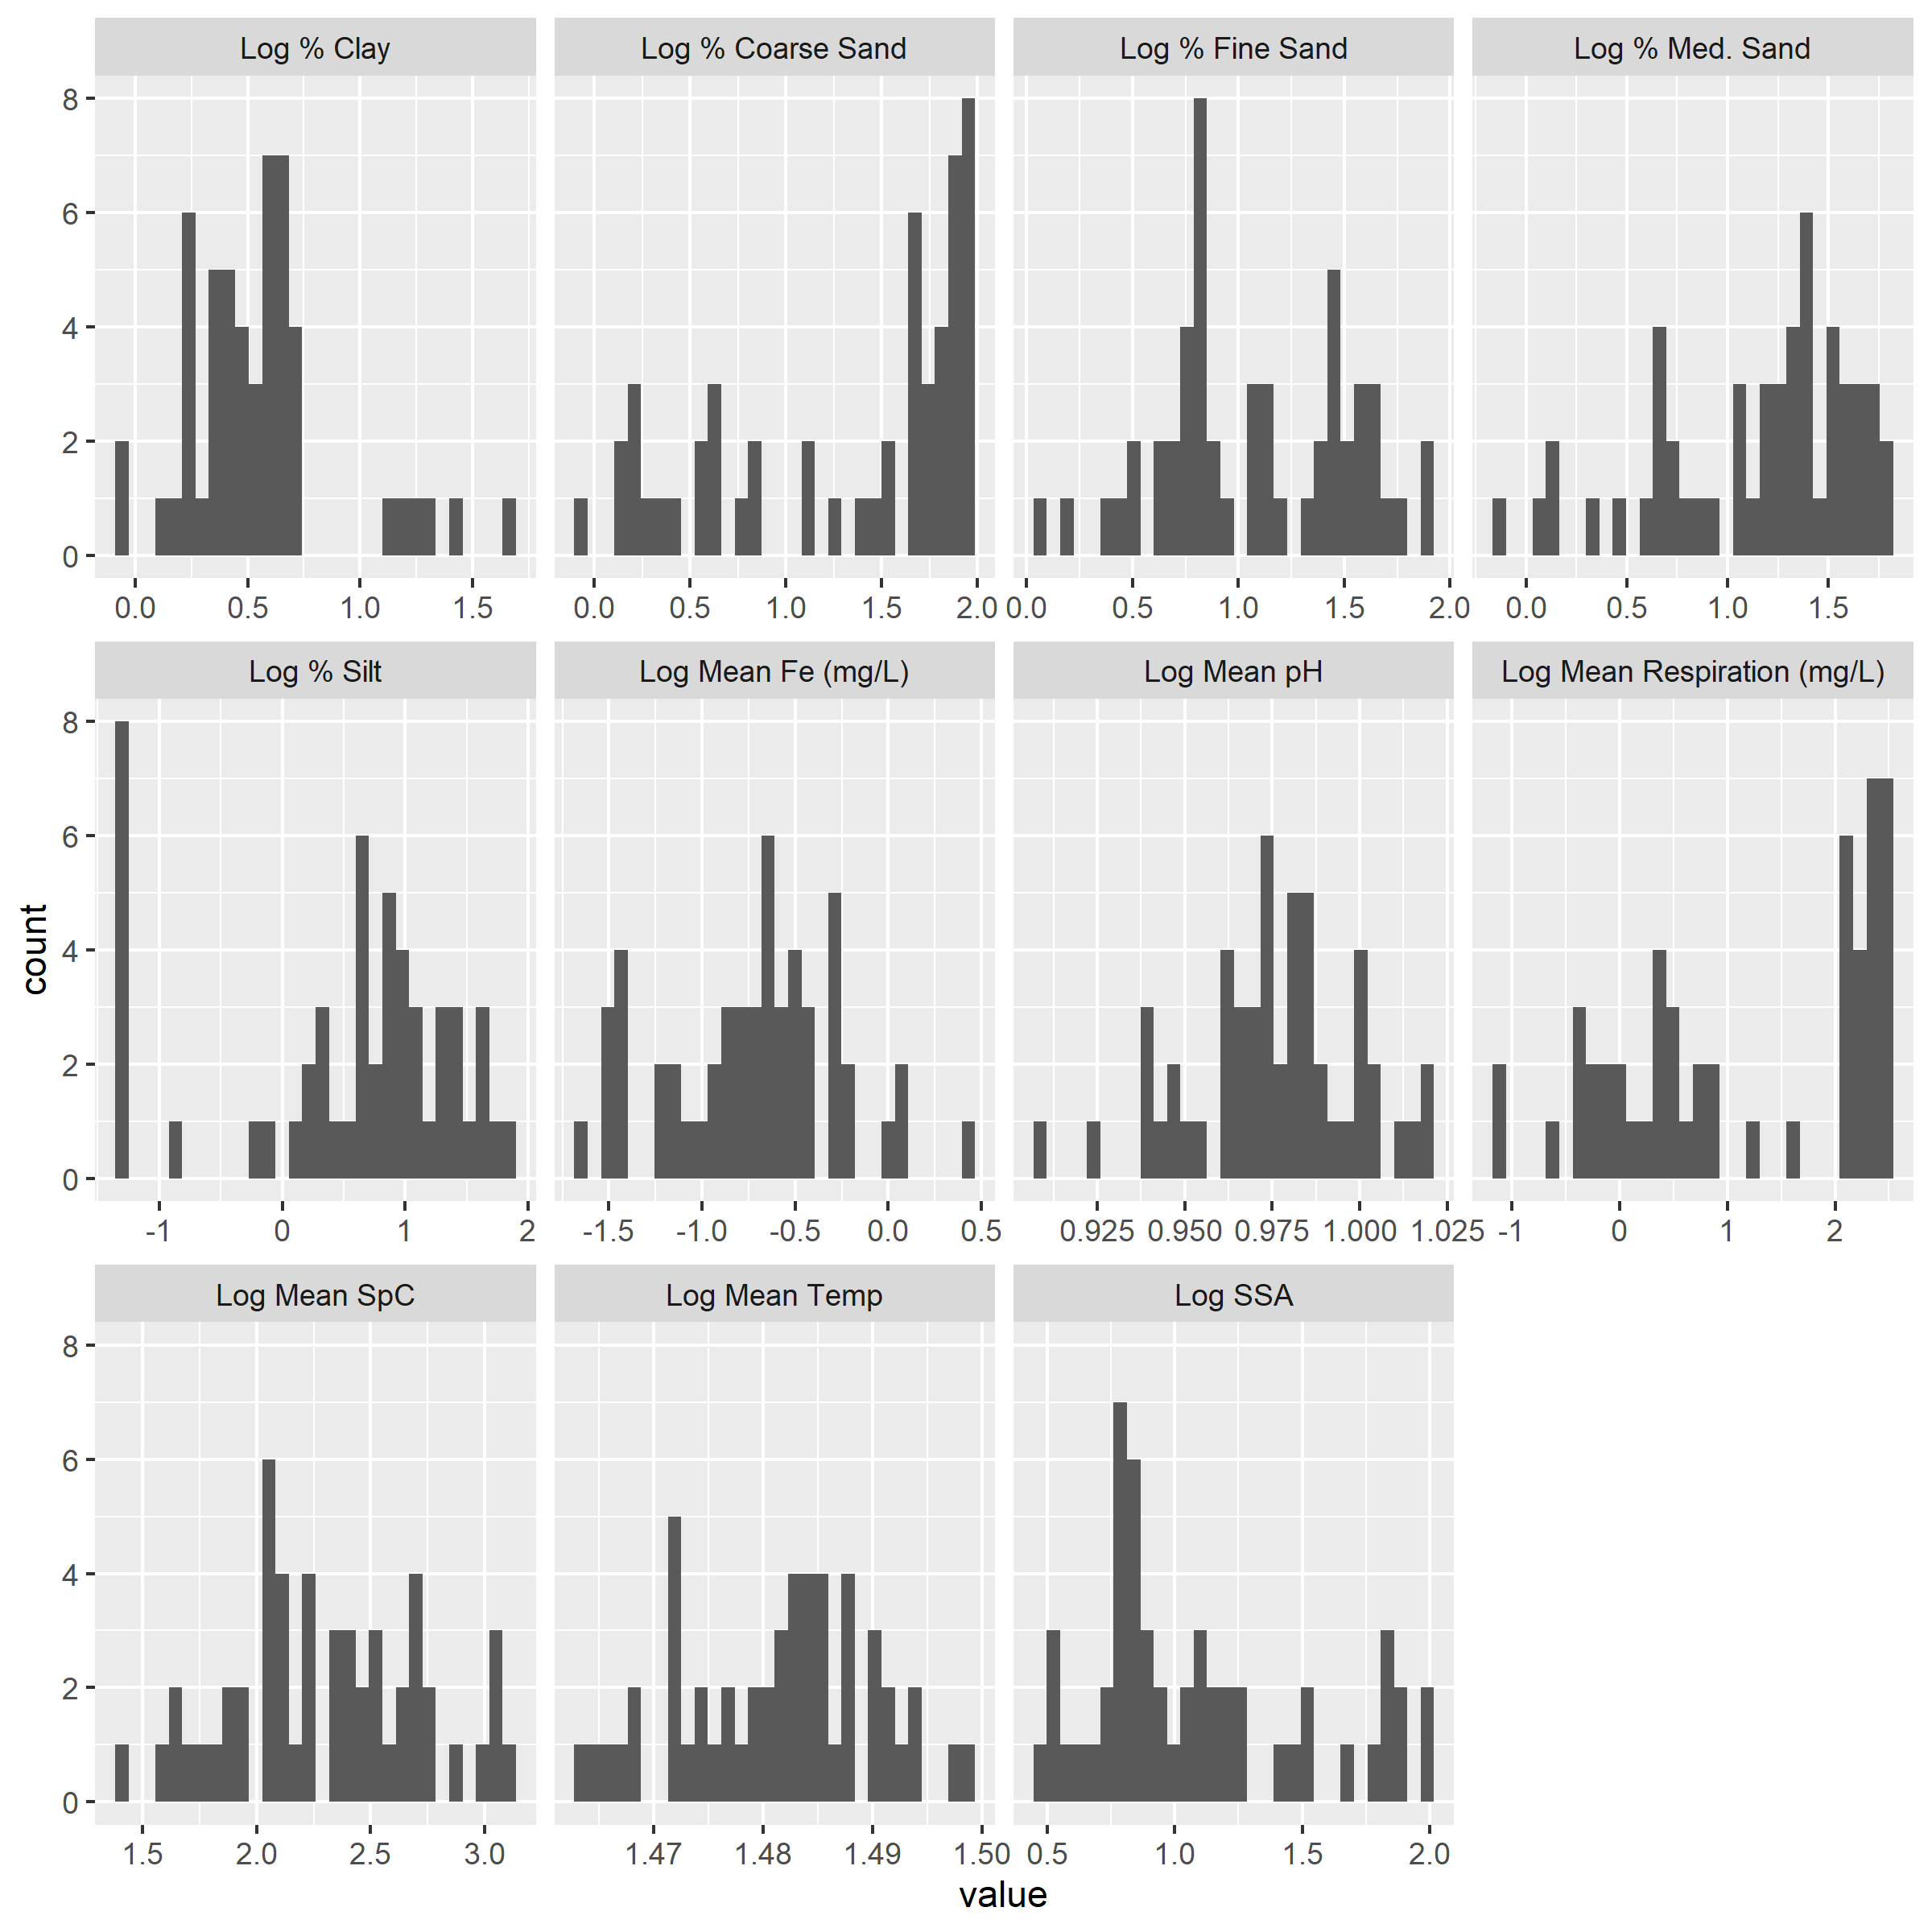 Log % Clay Log % Coarse Sand Log % Fine Sand Log % Med. Sand
8
6
4
2
0
0.0 0.5 1.0 1.5 0.0 0.5 1.0 1.5 2.0 0.0 0.5 1.0 1.5 2.0 0.0 0.5 1.0 1.5
Log % Silt Log Mean Fe (mg/L) Log Mean pH Log Mean Respiration (mg/L)
8
6
4
2
0
count
-1 0 1 2 -1.5 -1.0 -0.5 0.0 0.5 0.925 0.950 0.975 1.000 1.025 -1 0 1 2
Log Mean SpC Log Mean Temp Log SSA
8
6
4
2
0
1.5 2.0 2.5 3.0 1.47 1.48 1.49 1.50 0.5 1.0 1.5 2.0
value